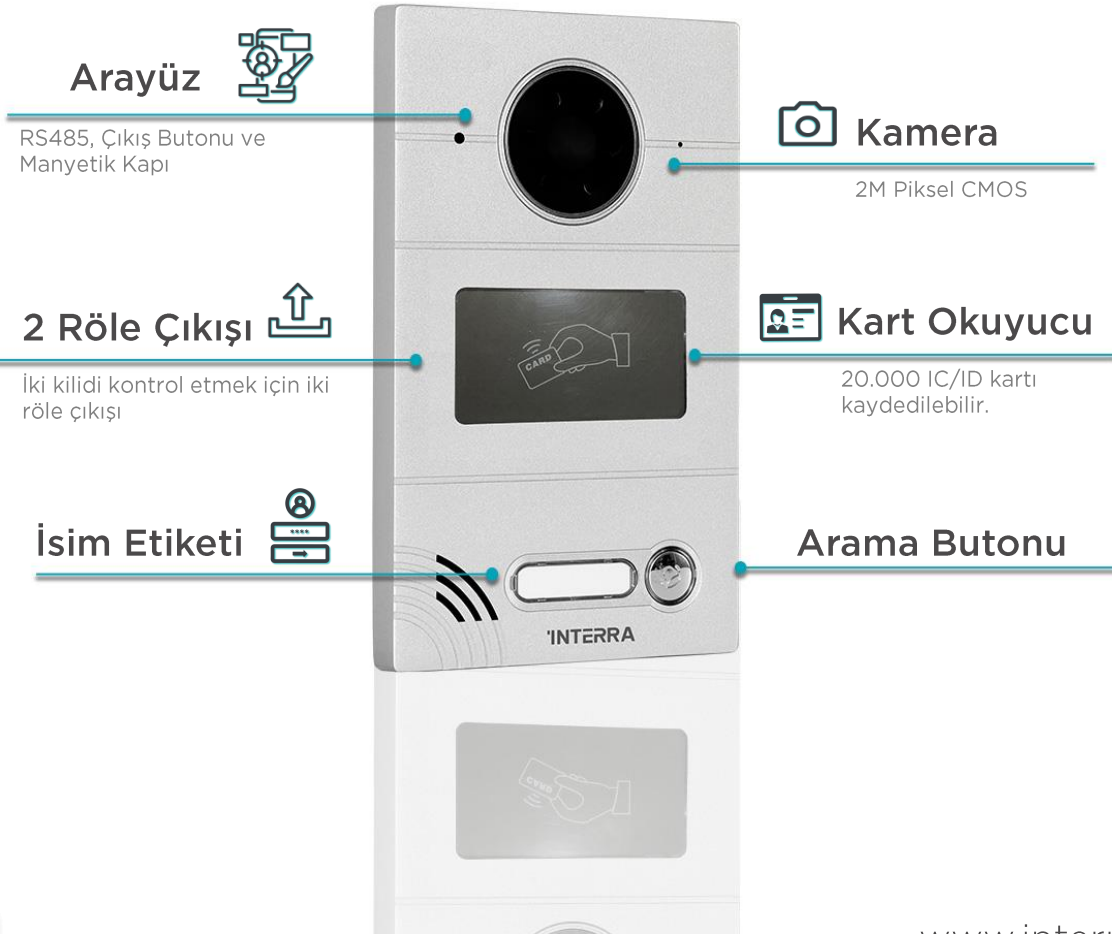 Arayüz
RS485, Çıkış Butonu ve
Manyetik Kapı
Kamera
2M Piksel CMOS
2 Röle Çıkışı
İki kilidi kontrol etmek için iki
röle çıkışı
CARD
Kart Okuyucu
20.000 IC/ID kartı
kaydedilebilir.
İsim Etiketi
Arama Butonu
INTERRA